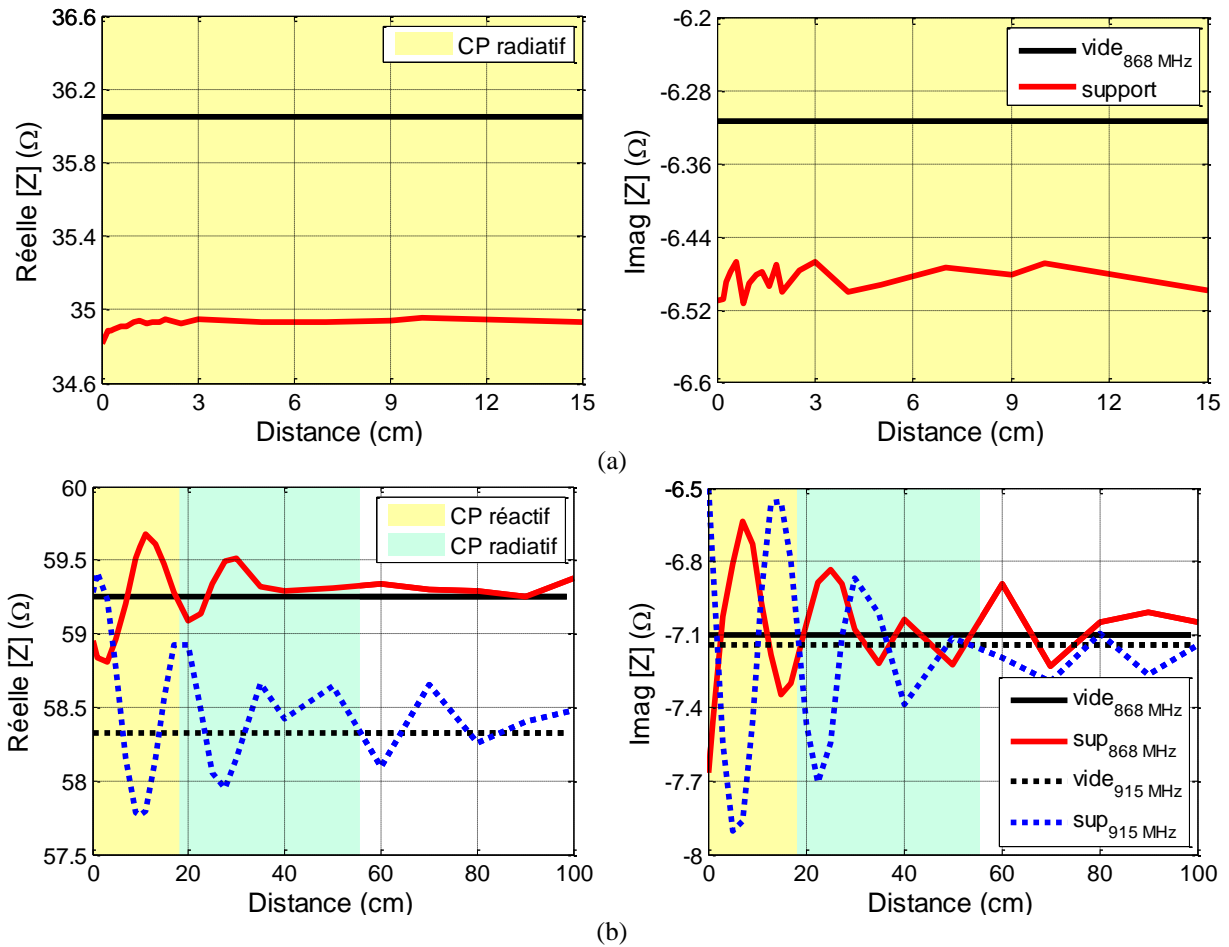 36.6
36.2
35.8
35.4
35
34.6
0
3
6
9
12
15
Réelle [Z] (Ω)
Distance (cm)
CP radiatif
-6.2
-6.28
-6.36
-6.44
-6.52
-6.6
0
3
6
9
12
15
Imag [Z] (Ω)
Distance (cm)
vide868 MHz
support
(a)
60
59.5
59
58.5
58
57.5
0
20
40
60
80
100
Réelle [Z] (Ω)
Distance (cm)
CP réactif
CP radiatif
-6.5
-6.8
-7.1
-7.4
-7.7
-8
0
20
40
60
80
100
Imag [Z] (Ω)
Distance (cm)
vide868 MHz
sup868 MHz
vide915 MHz
sup915 MHz
(b)